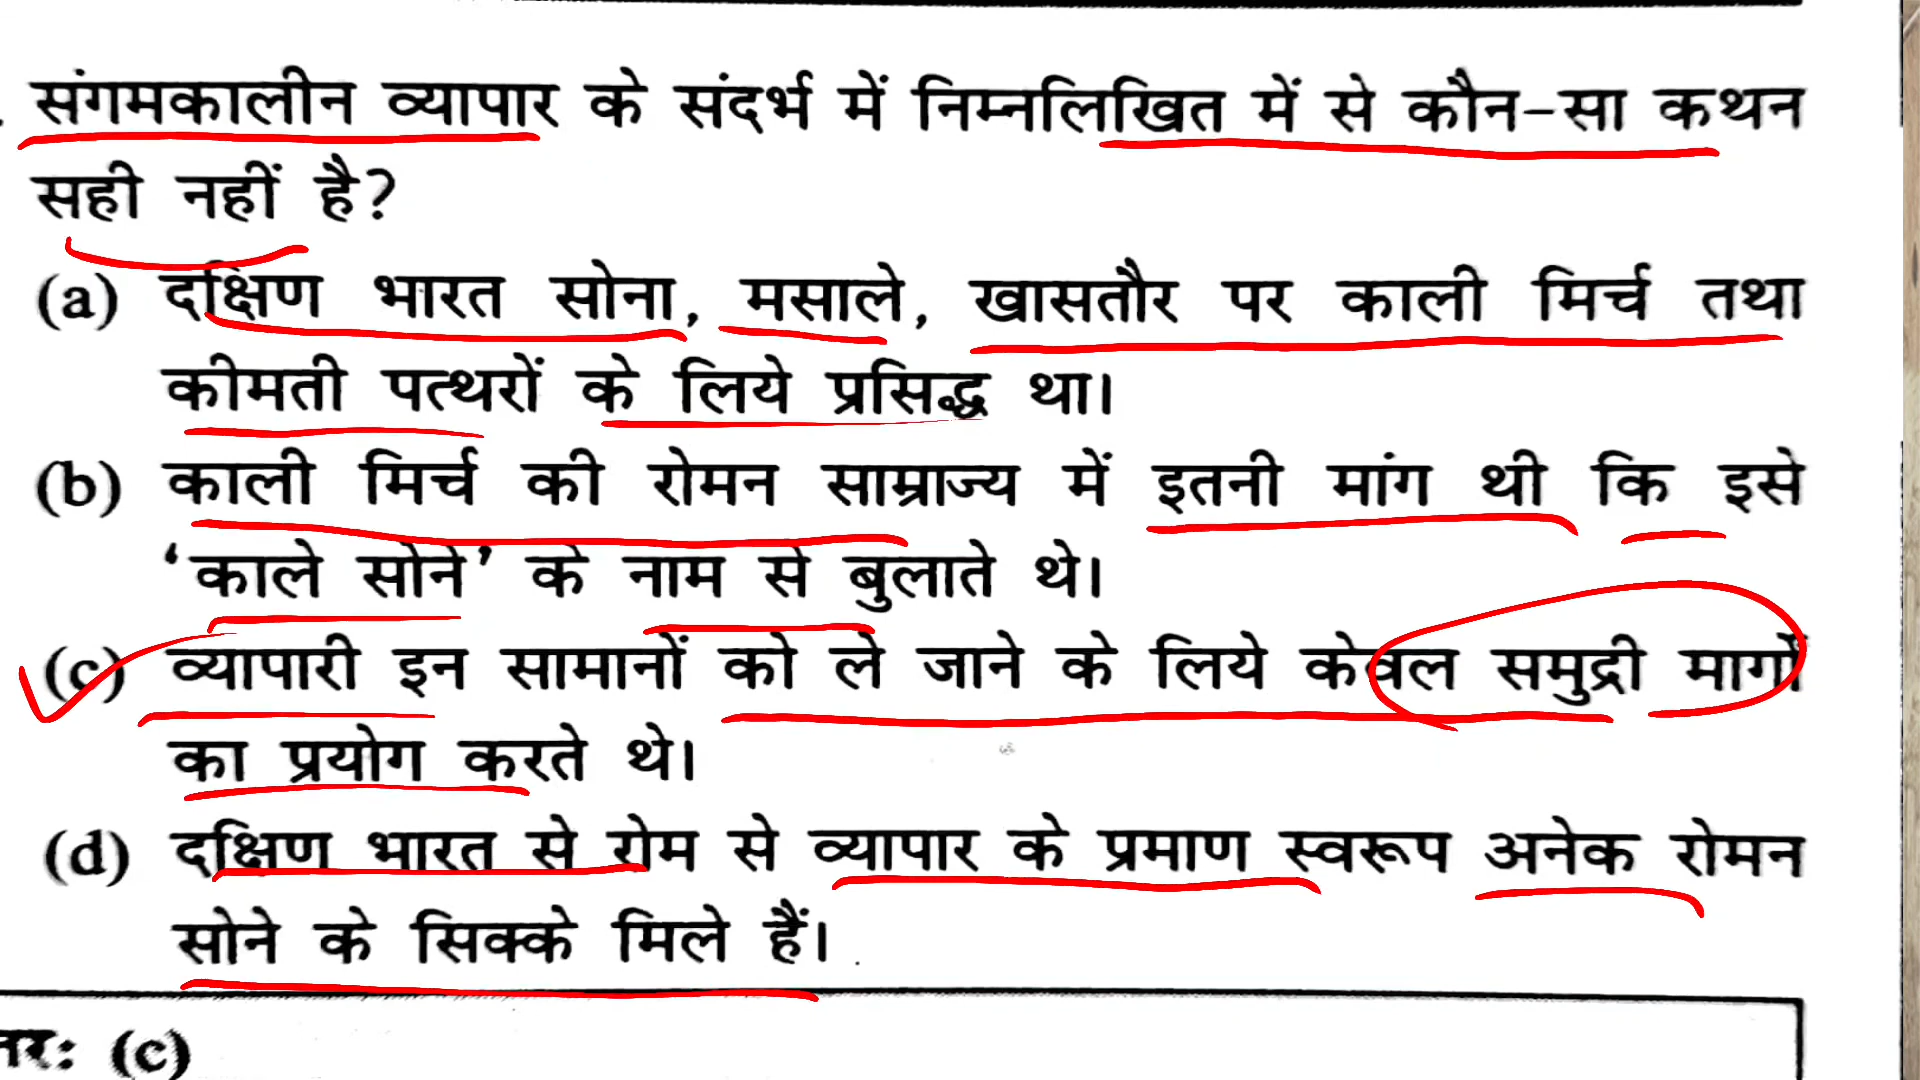 संगमकालीन व्यापार के संदर्भ में निम्नलिखित में से कौन-सा कथन
सही नहीं है?
(a) दक्षिण भारत सोना, मसाले, खासतौर पर काली मिर्च तथा
कीमती पत्थरों के लिये प्रसिद्ध था।
(b) काली मिर्च की रोमन साम्राज्य में इतनी मांग थी कि इसे
‘काले सोने’ के नाम से बुलाते थे।
(c) व्यापारी इन सामानों को ले जाने के लिये केवल समुद्री मार्गों
का प्रयोग करते थे।
(d) दक्षिण भारत से रोम से व्यापार के प्रमाण स्वरूप अनेक रोमन
सोने के सिक्के मिले हैं।
(c)